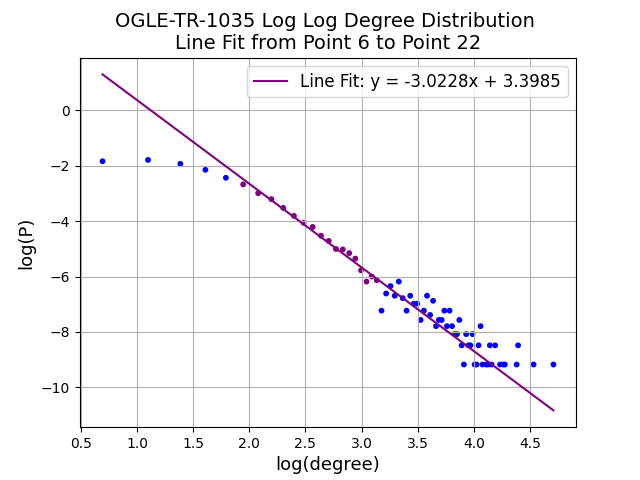 OGLE-TR-1035 Log Log Degree Distribution
Line Fit from Point 6 to Point 22
Line Fit: y = -3.0228x + 3.3985
0
−2
−4
−6
−8
−10
log(P)
0.5 1.0 1.5 2.0 2.5 3.0 3.5 4.0 4.5
log(degree)